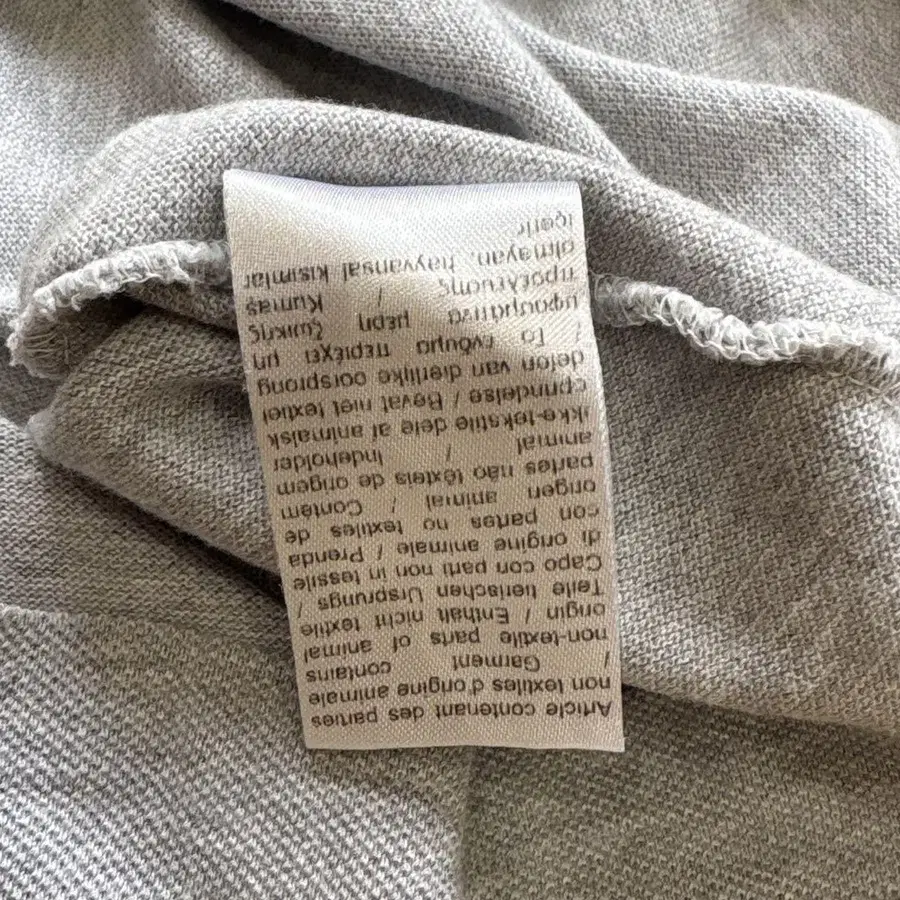 Article contenant des parties
non textiles d'origine animale
/ Garment contains
non-textile parts of animal
origin / Enthält nicht textile
Teile tierischen Ursprungs /
Capo con parti non in tessile
di origine animale / Prenda
con partes no textiles de
origen animal / Contém
partes não têxteis de origem
animal / Indeholder
ikke-tekstile dele af animalsk
oprindelse / Bevat niet textiel
delen van dierlijke oorsprong
/ Το ένδυμα περιέχει μη
υφασμάτινα μέρη ζωικής
προέλευσης / Kumaş
olmayan, hayvansal kısımlar
içerir